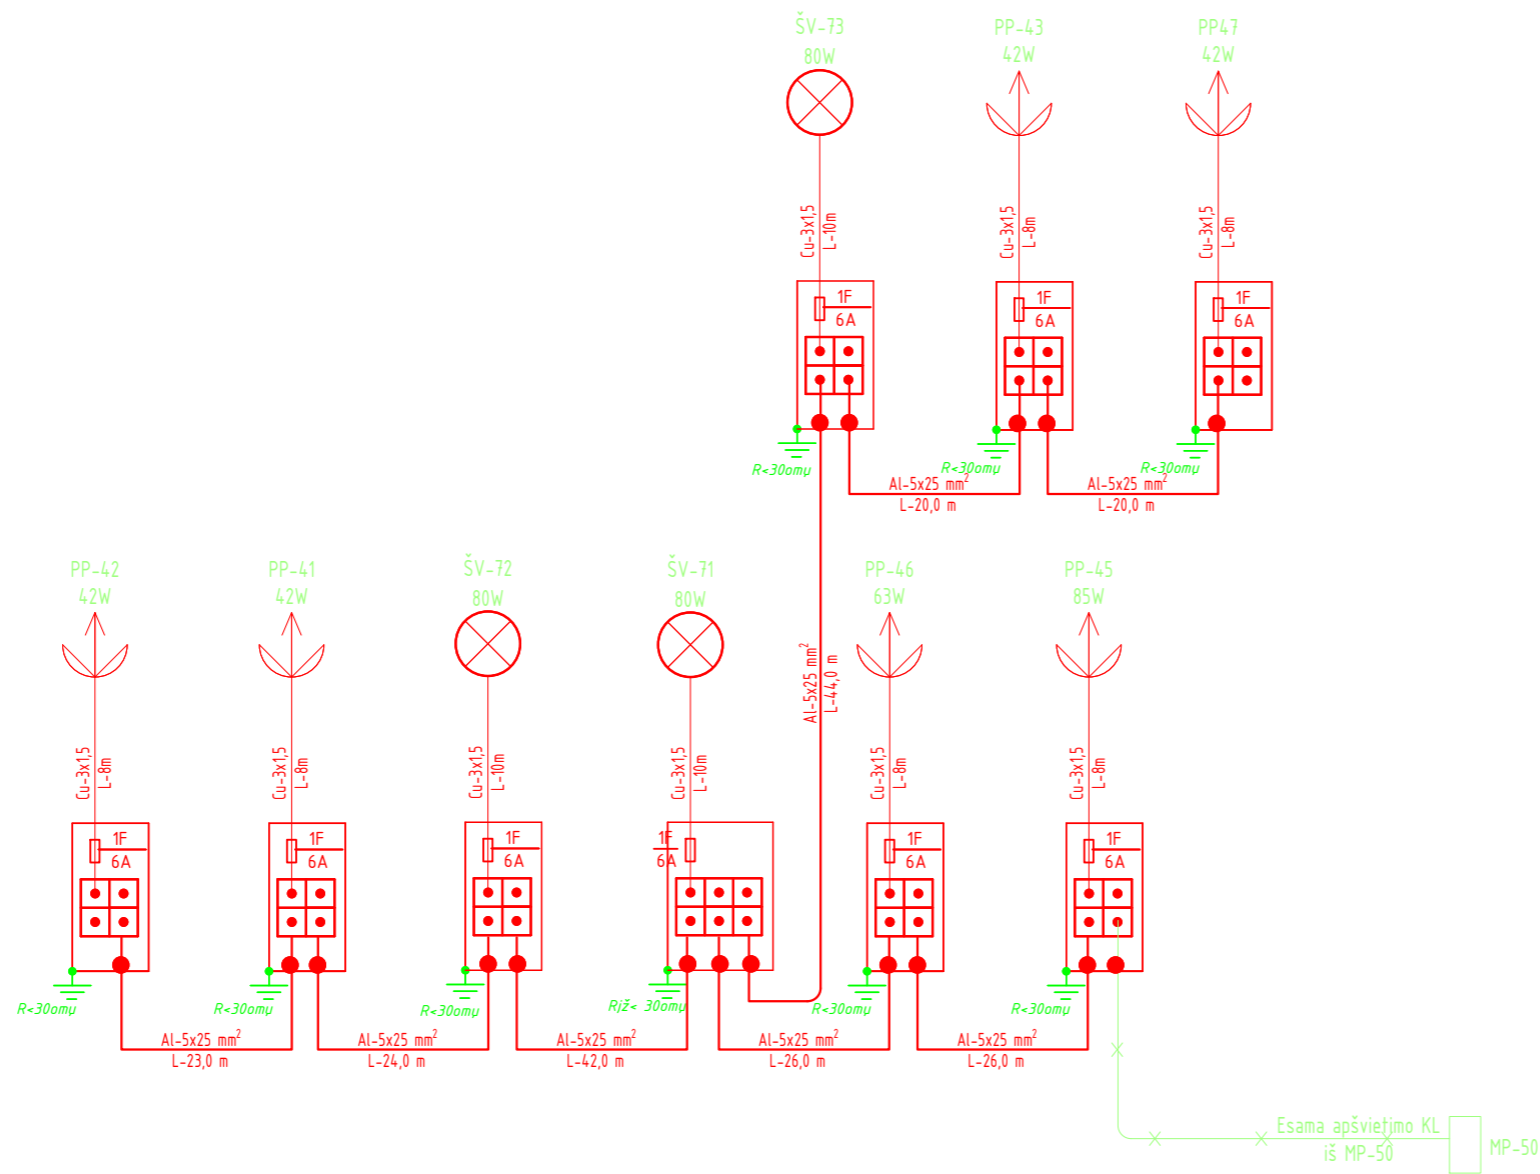 ŠV-73
80W
PP-43
42W
PP47
42W
Cu-3x1,5
L-10m
Cu-3x1,5
L-8m
Cu-3x1,5
L-8m
1F
6A
1F
6A
1F
6A
R<30omų
R<30omų
R<30omų
Al-5x25 mm²
L-20,0 m
Al-5x25 mm²
L-20,0 m
Al-5x25 mm²
L-44,0 m
PP-42
42W
PP-41
42W
ŠV-72
80W
ŠV-71
80W
PP-46
63W
PP-45
85W
Cu-3x1,5
L-8m
Cu-3x1,5
L-8m
Cu-3x1,5
L-10m
Cu-3x1,5
L-10m
Cu-3x1,5
L-8m
Cu-3x1,5
L-8m
1F
6A
1F
6A
1F
6A
1F
6A
1F
6A
1F
6A
R<30omų
R<30omų
R<30omų
Rįž< 30omų
R<30omų
R<30omų
Al-5x25 mm²
L-23,0 m
Al-5x25 mm²
L-24,0 m
Al-5x25 mm²
L-42,0 m
Al-5x25 mm²
L-26,0 m
Al-5x25 mm²
L-26,0 m
Esama apšvietimo KL
iš MP-50
MP-50